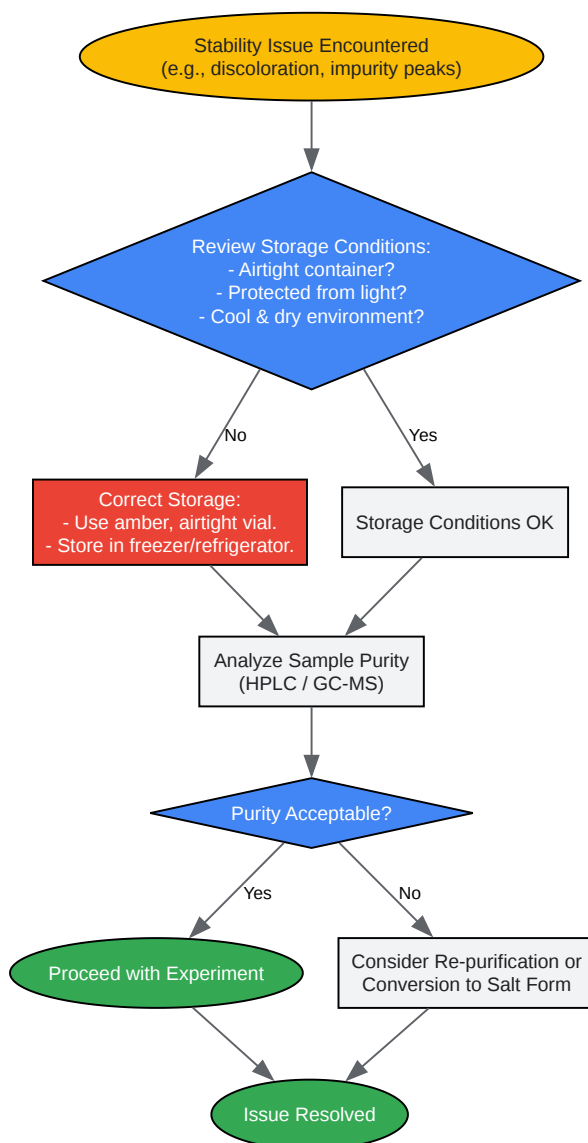 Stability Issue Encountered
(e.g., discoloration, impurity peaks)
Review Storage Conditions:
- Airtight container?
- Protected from light?
- Cool & dry environment?
No
Yes
Correct Storage:
- Use amber, airtight vial.
- Store in freezer/refrigerator.
Storage Conditions OK
Analyze Sample Purity
(HPLC / GC-MS)
Purity Acceptable?
Yes
No
Proceed with Experiment
Consider Re-purification or
Conversion to Salt Form
Issue Resolved